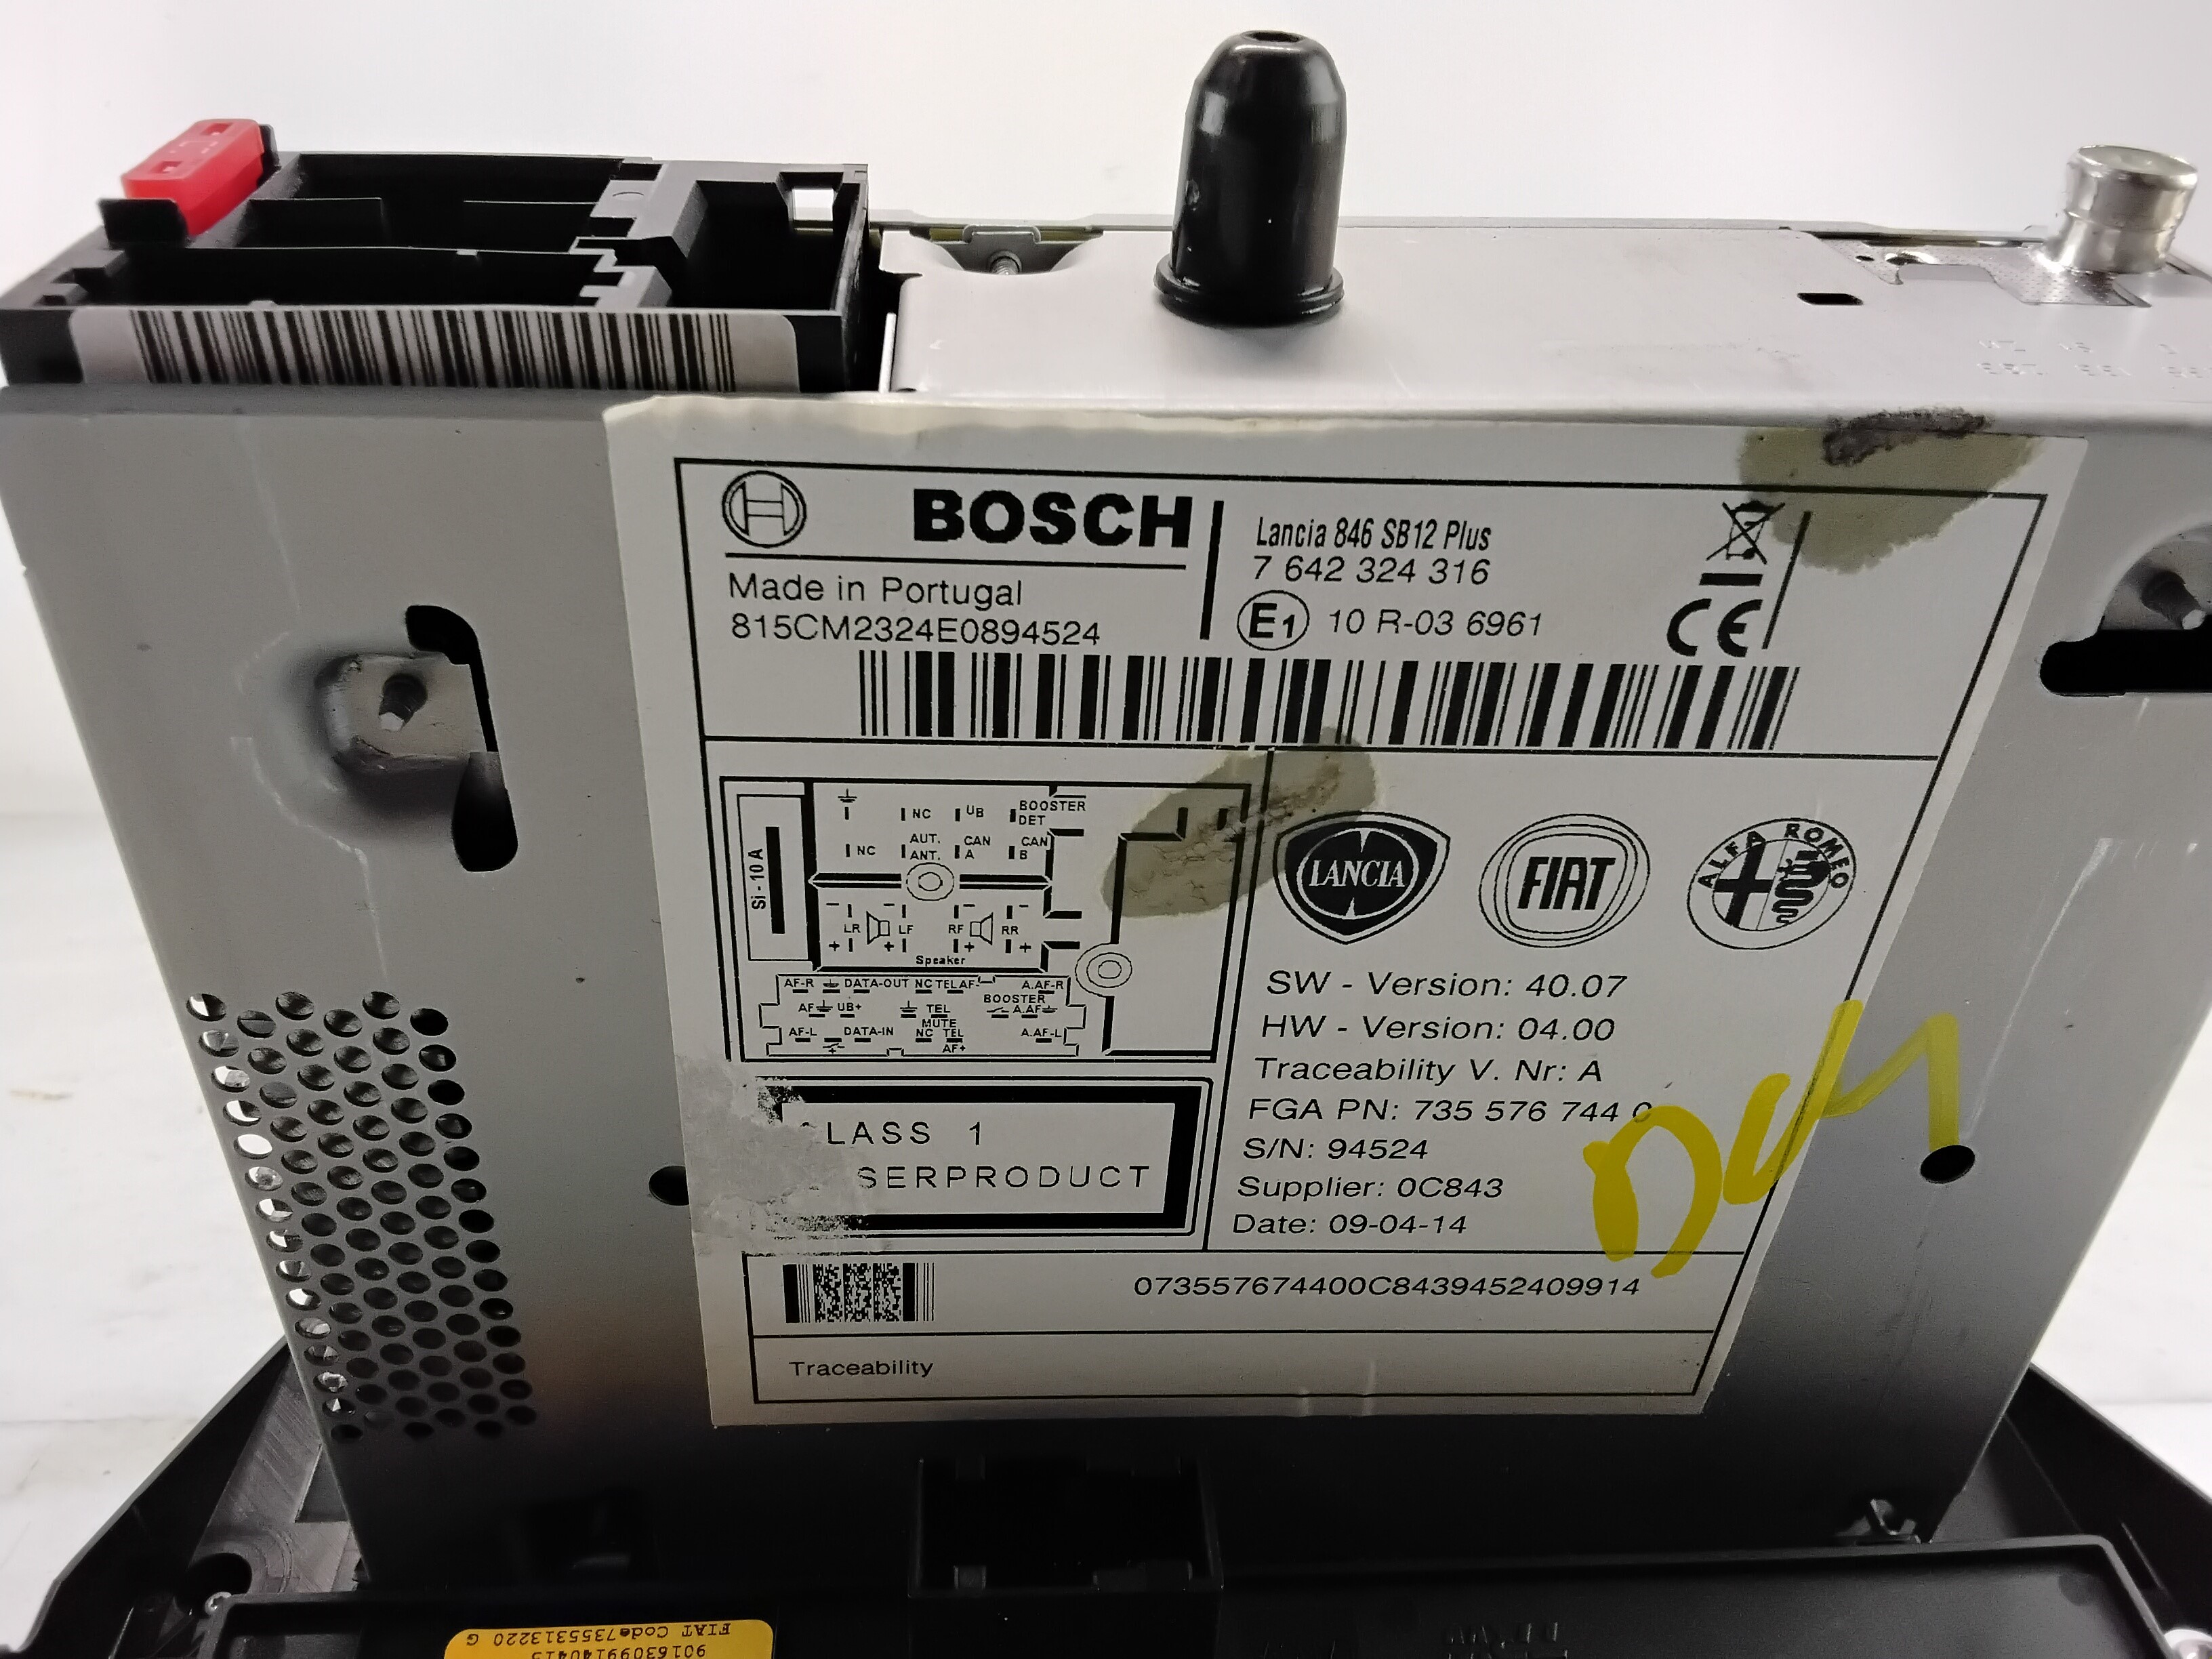 BOSCH
Made in Portugal
815CM2324E0894524
Lancia 846 SB12 Plus
7 642 324 316
E1 10 R-03 6961
CE
NC UB BOOSTER DET
NC AUT. ANT. CAN A CAN B
Si - 10 A
- - - -
LR LF RF RR
+ + + +
Speaker
AF-R DATA-OUT NC TEL AF- A.AF-R
AF UB+ TEL MUTE BOOSTER A.AF
AF-L DATA-IN NC TEL AF+ A.AF-L
LANCIA
FIAT
ALFA ROMEO
SW - Version: 40.07
HW - Version: 04.00
Traceability V. Nr: A
FGA PN: 735 576 744 0
S/N: 94524
Supplier: 0C843
Date: 09-04-14
LASS 1
SERPRODUCT
073557674400C8439452409914
Traceability
FIAT Code7355313220 G
9016309914041S